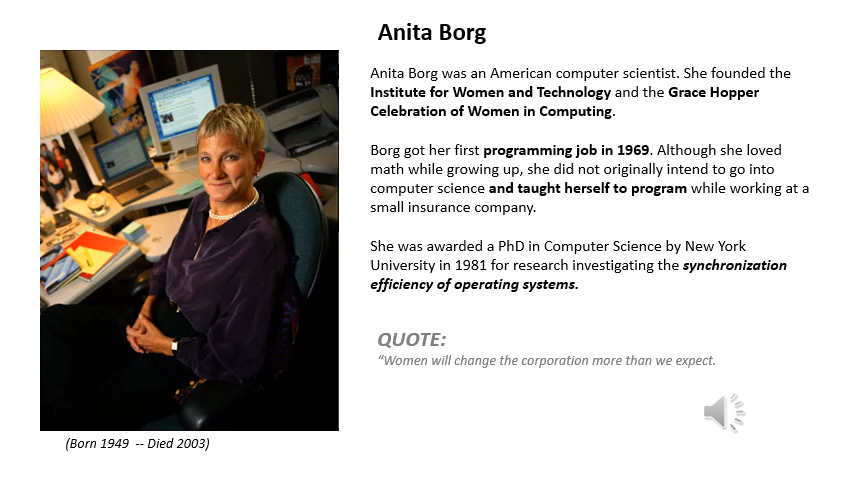 Anita Borg
Anita Borg was an American computer scientist. She founded the
Institute for Women and Technology and the Grace Hopper
Celebration of Women in Computing.
Borg got her first programming job in 1969. Although she loved
math while growing up, she did not originally intend to go into
computer science and taught herself to program while working at a
small insurance company.
She was awarded a PhD in Computer Science by New York
University in 1981 for research investigating the synchronization
efficiency of operating systems.
QUOTE:
“Women will change the corporation more than we expect.
(Born 1949  -- Died 2003)